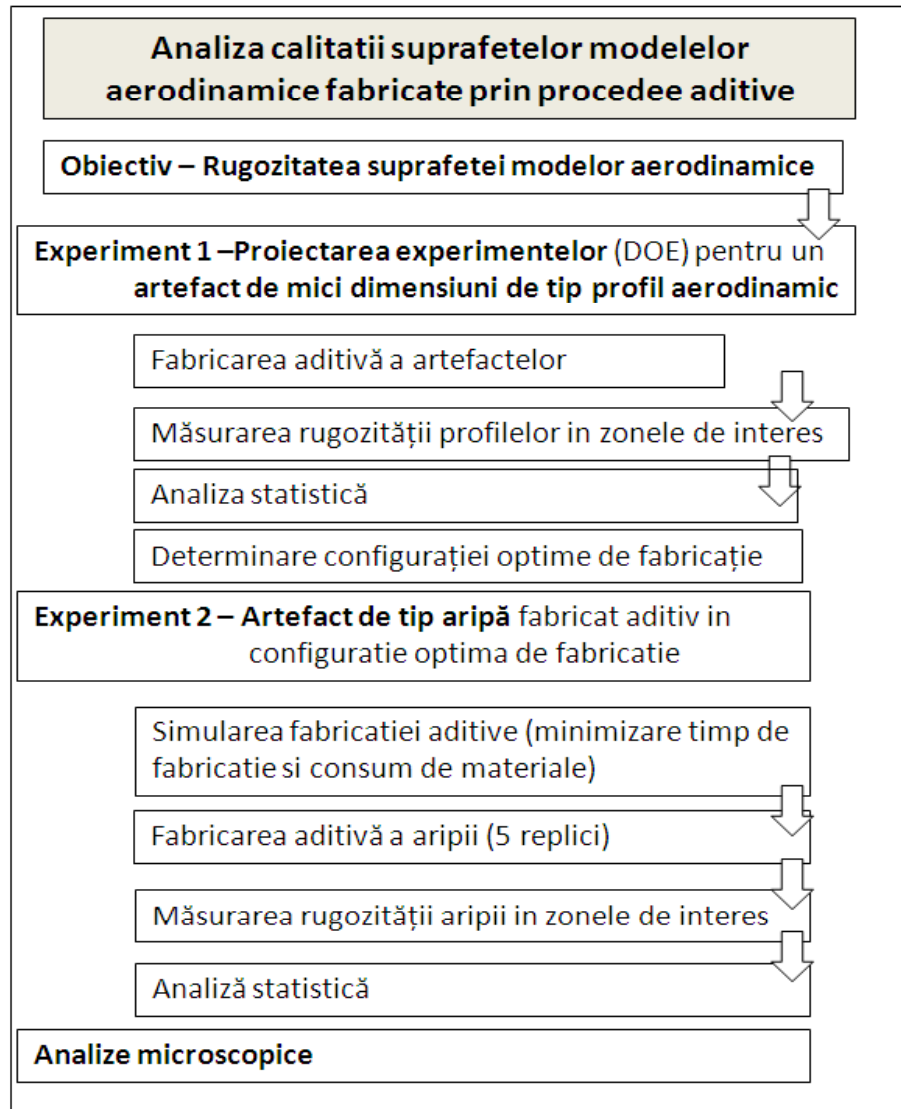 Analiza calitatii suprafetelor modelelor
aerodinamice fabricate prin procedee aditive
Obiectiv – Rugozitatea suprafetei modelor aerodinamice
Experiment 1 –Proiectarea experimentelor (DOE) pentru un
artefact de mici dimensiuni de tip profil aerodinamic
Fabricarea aditivă a artefactelor
Măsurarea rugozității profilelor in zonele de interes
Analiza statistică
Determinare configurației optime de fabricație
Experiment 2 – Artefact de tip aripă fabricat aditiv in
configuratie optima de fabricatie
Simularea fabricatiei aditive (minimizare timp de
fabricatie si consum de materiale)
Fabricarea aditivă a aripii (5 replici)
Măsurarea rugozității aripii in zonele de interes
Analiză statistică
Analize microscopice